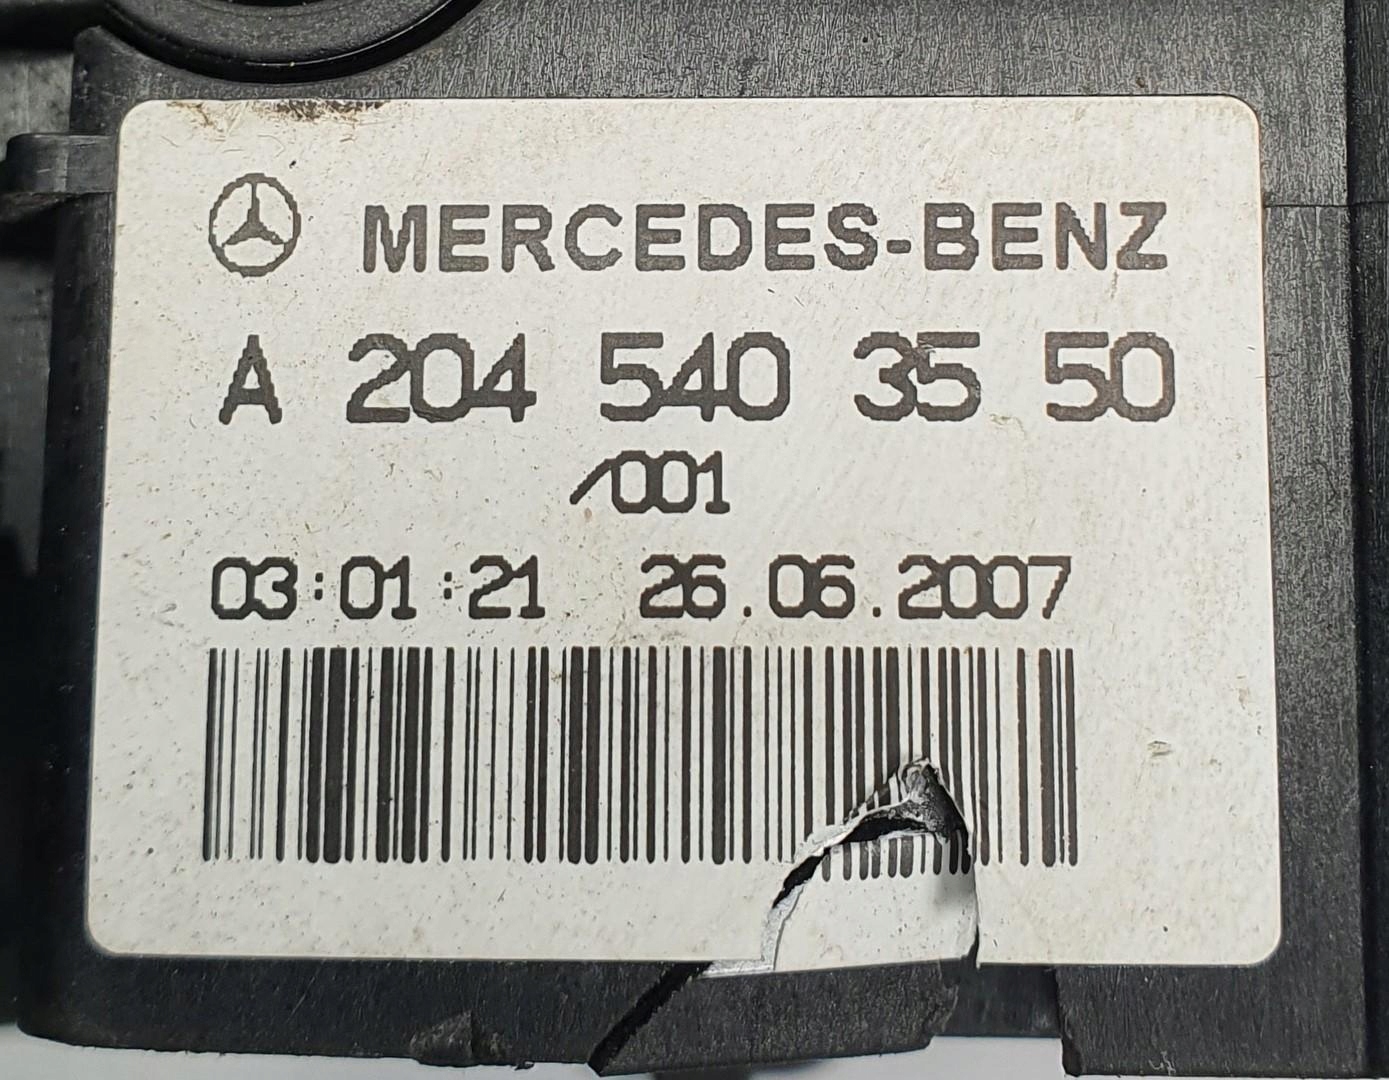 MERCEDES-BENZ
A 204 540 35 50
/001
03:01:21 26.06.2007